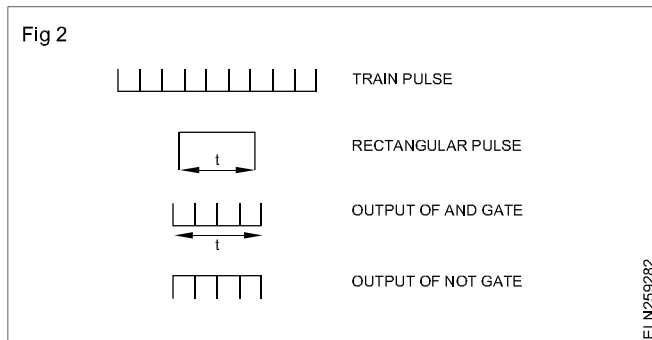 Fig 2
TRAIN PULSE
RECTANGULAR PULSE
t
OUTPUT OF AND GATE
t
OUTPUT OF NOT GATE
ELN259282